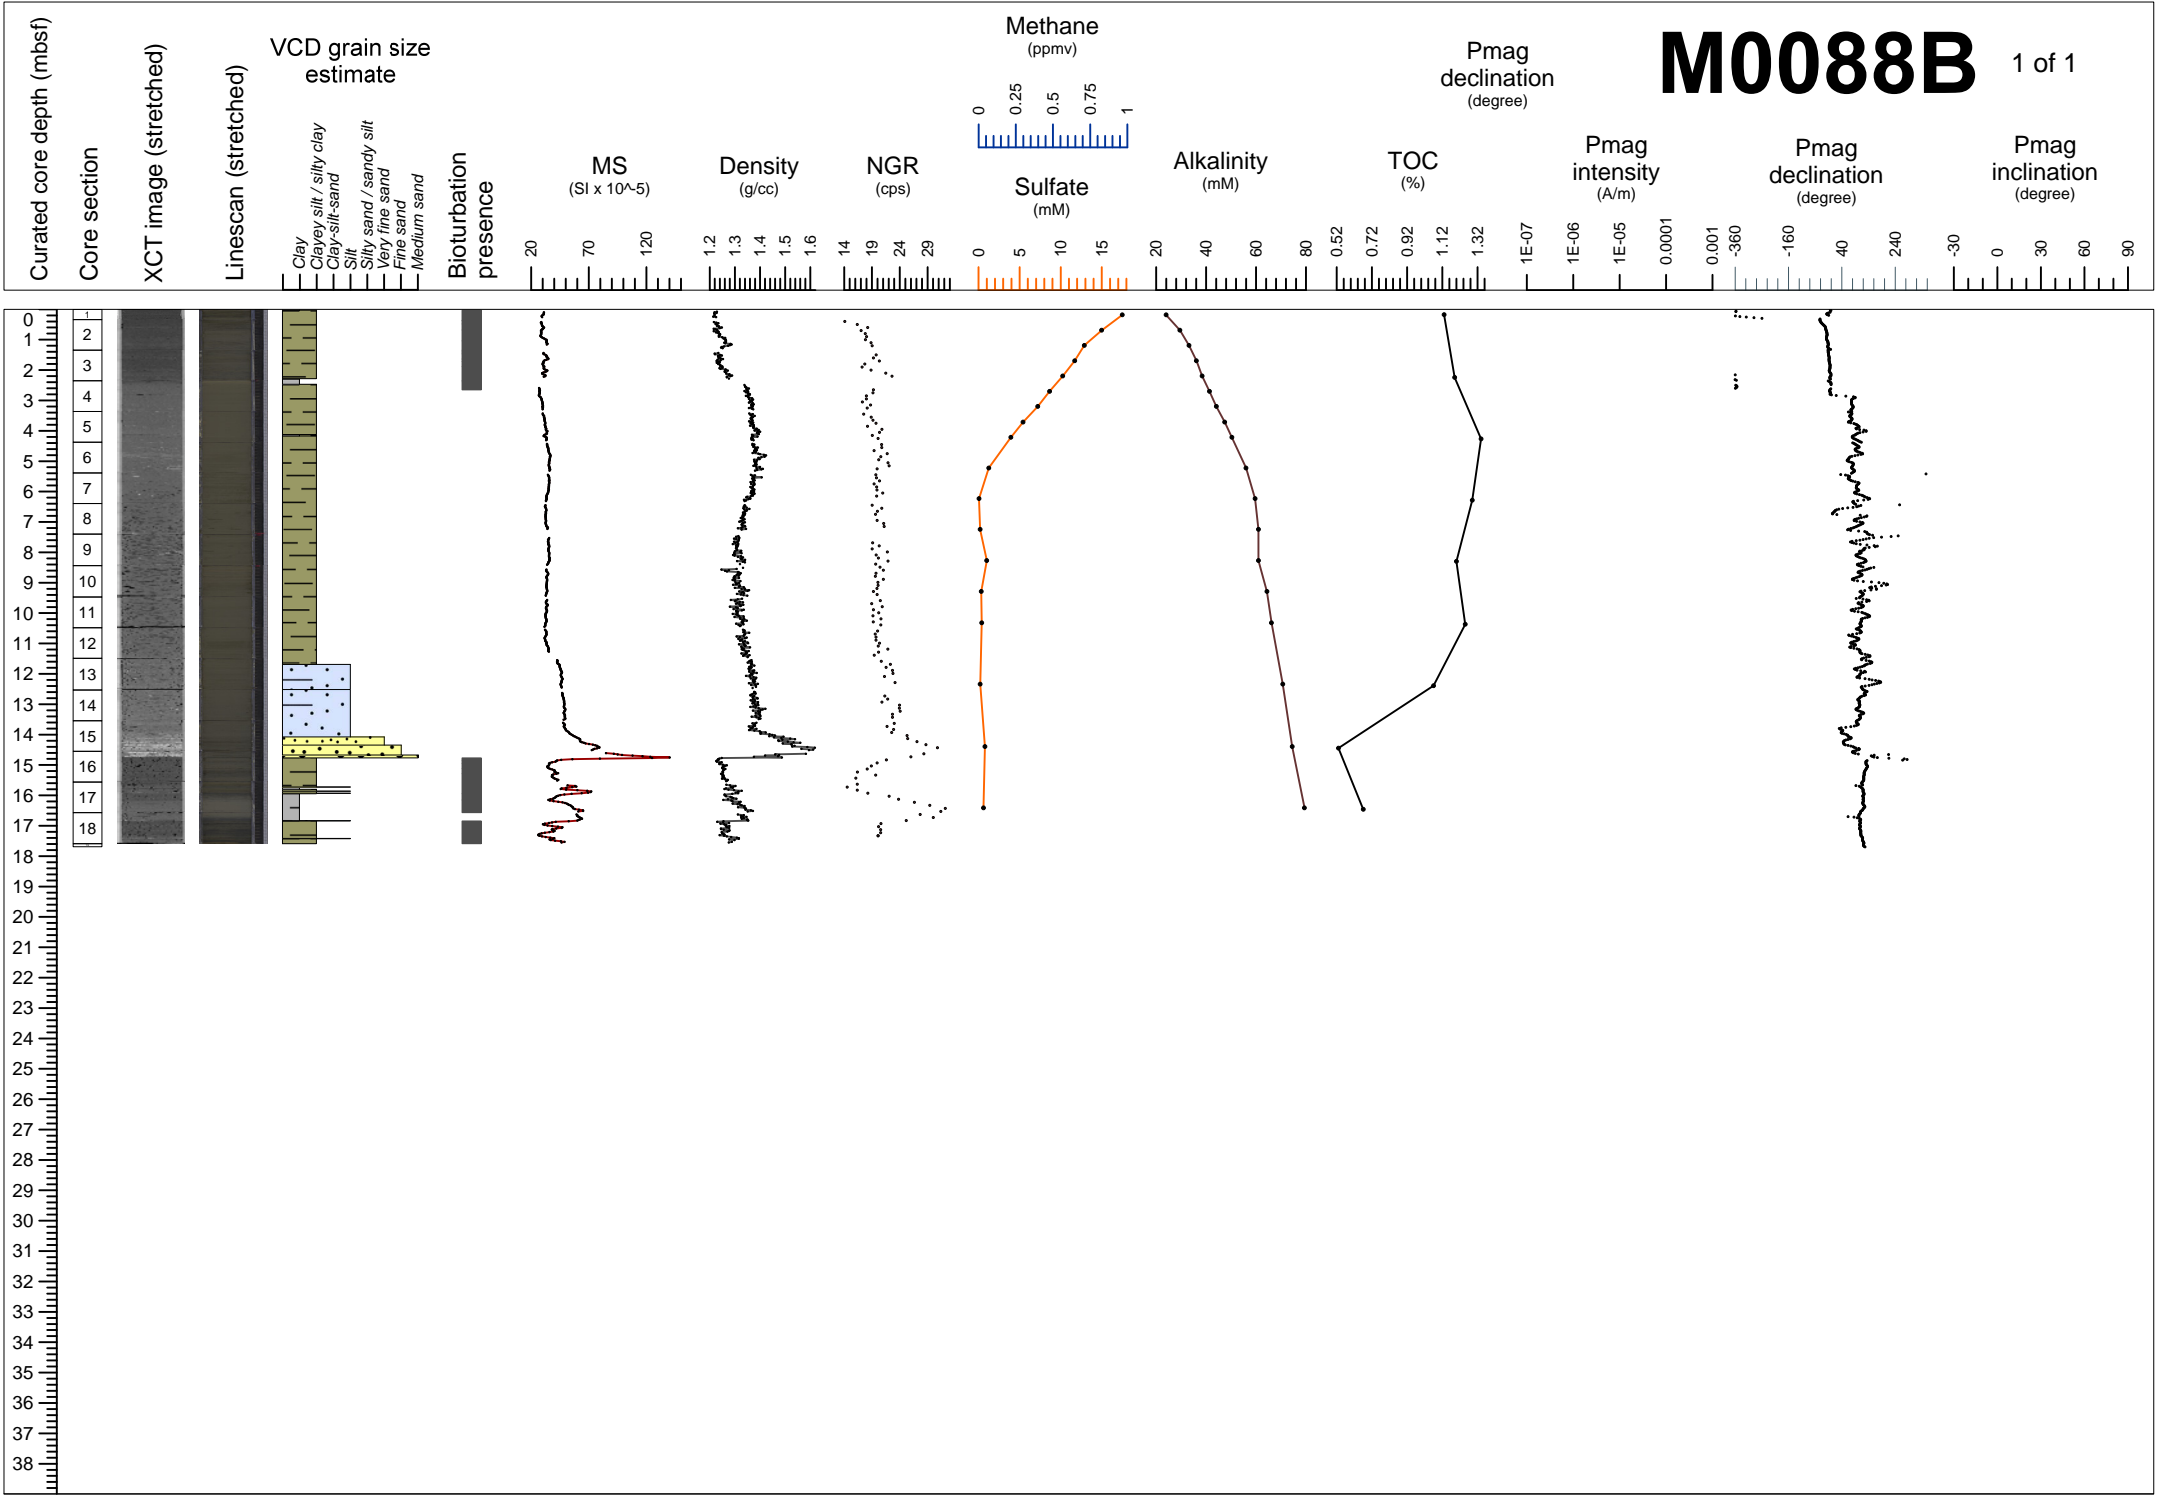 Curated core depth (mbsf)
Core section
XCT image (stretched)
Linescan (stretched)
VCD grain size
estimate
Clay
Clayey silt / silty clay
Clay-silt-sand
Silt
Silty sand / sandy silt
Very fine sand
Fine sand
Medium sand
Bioturbation
presence
MS
(SI x 10^-5)
20 70 120
Density
(g/cc)
1.2 1.3 1.4 1.5 1.6
NGR
(cps)
14 19 24 29
Methane
(ppmv)
0 0.25 0.5 0.75 1
Sulfate
(mM)
0 5 10 15
Alkalinity
(mM)
20 40 60 80
TOC
(%)
0.52 0.72 0.92 1.12 1.32
Pmag
declination
(degree)
M0088B 1 of 1
Pmag
intensity
(A/m)
1E-07 1E-06 1E-05 0.0001 0.001
Pmag
declination
(degree)
-360 -160 40 240
Pmag
inclination
(degree)
-30 0 30 60 90
0
1
2
3
4
5
6
7
8
9
10
11
12
13
14
15
16
17
18
19
20
21
22
23
24
25
26
27
28
29
30
31
32
33
34
35
36
37
38
1
2
3
4
5
6
7
8
9
10
11
12
13
14
15
16
17
18